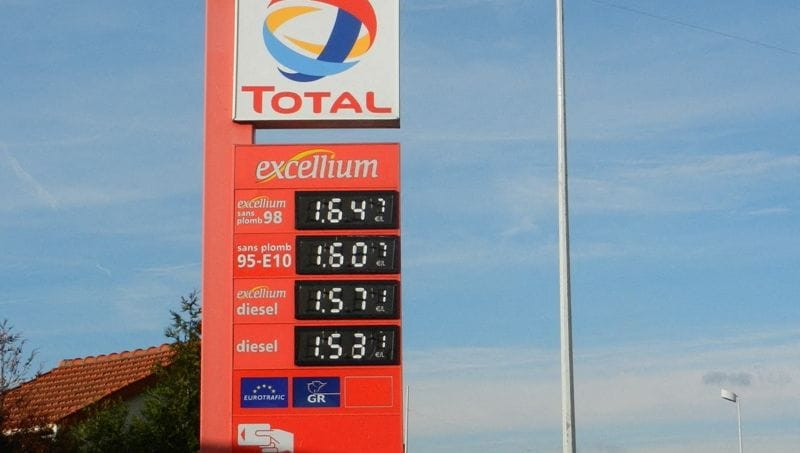 TOTAL
excellium
excellium
sans
plomb 98
1.647
€/L
sans plomb
95-E10
1.607
€/L
excellium
diesel
1.571
€/L
diesel
1.531
€/L
EUROTRAFIC
GR